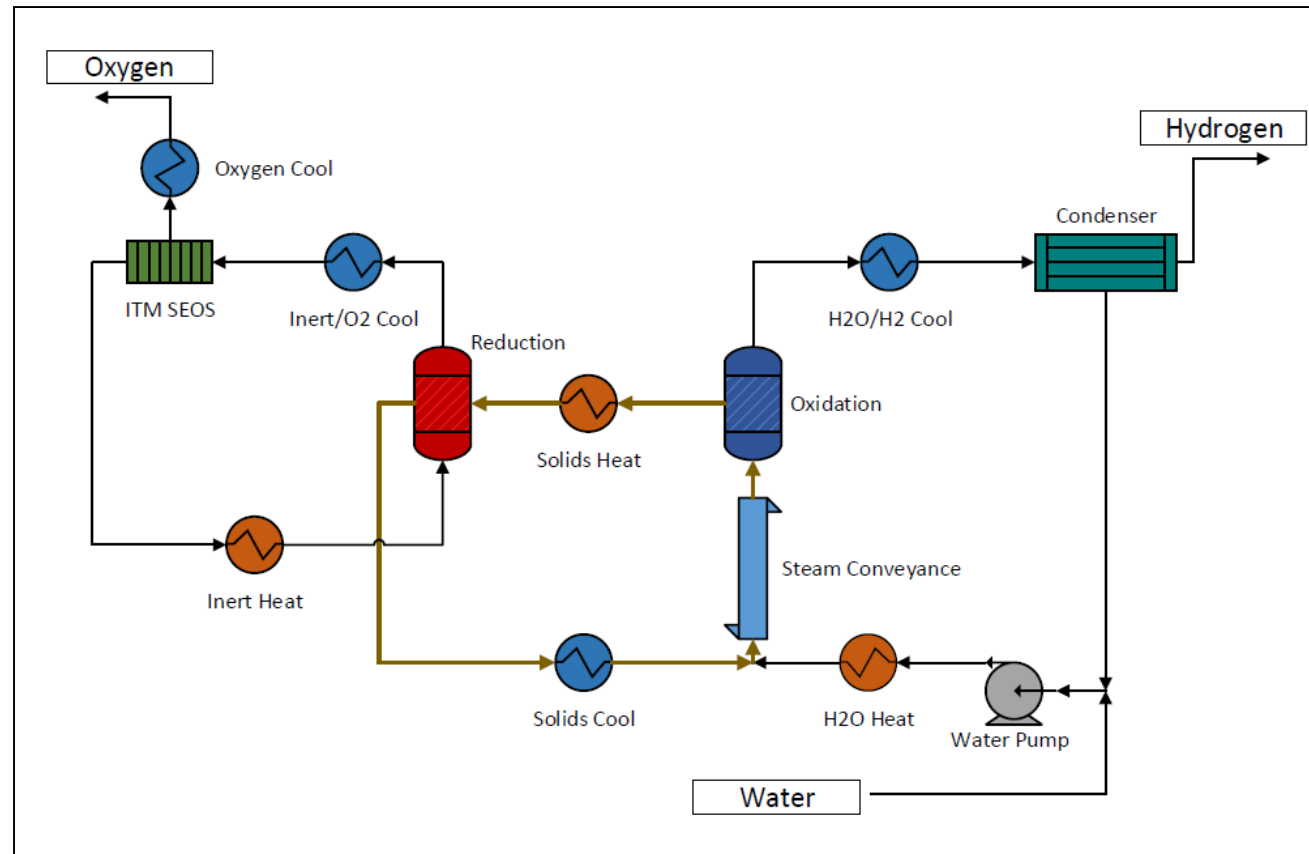 Oxygen
Hydrogen
Oxygen Cool
Condenser
ITM SEOS
Inert/O2 Cool
H2O/H2 Cool
Reduction
Oxidation
Solids Heat
Steam Conveyance
Inert Heat
Solids Cool
H2O Heat
Water Pump
Water